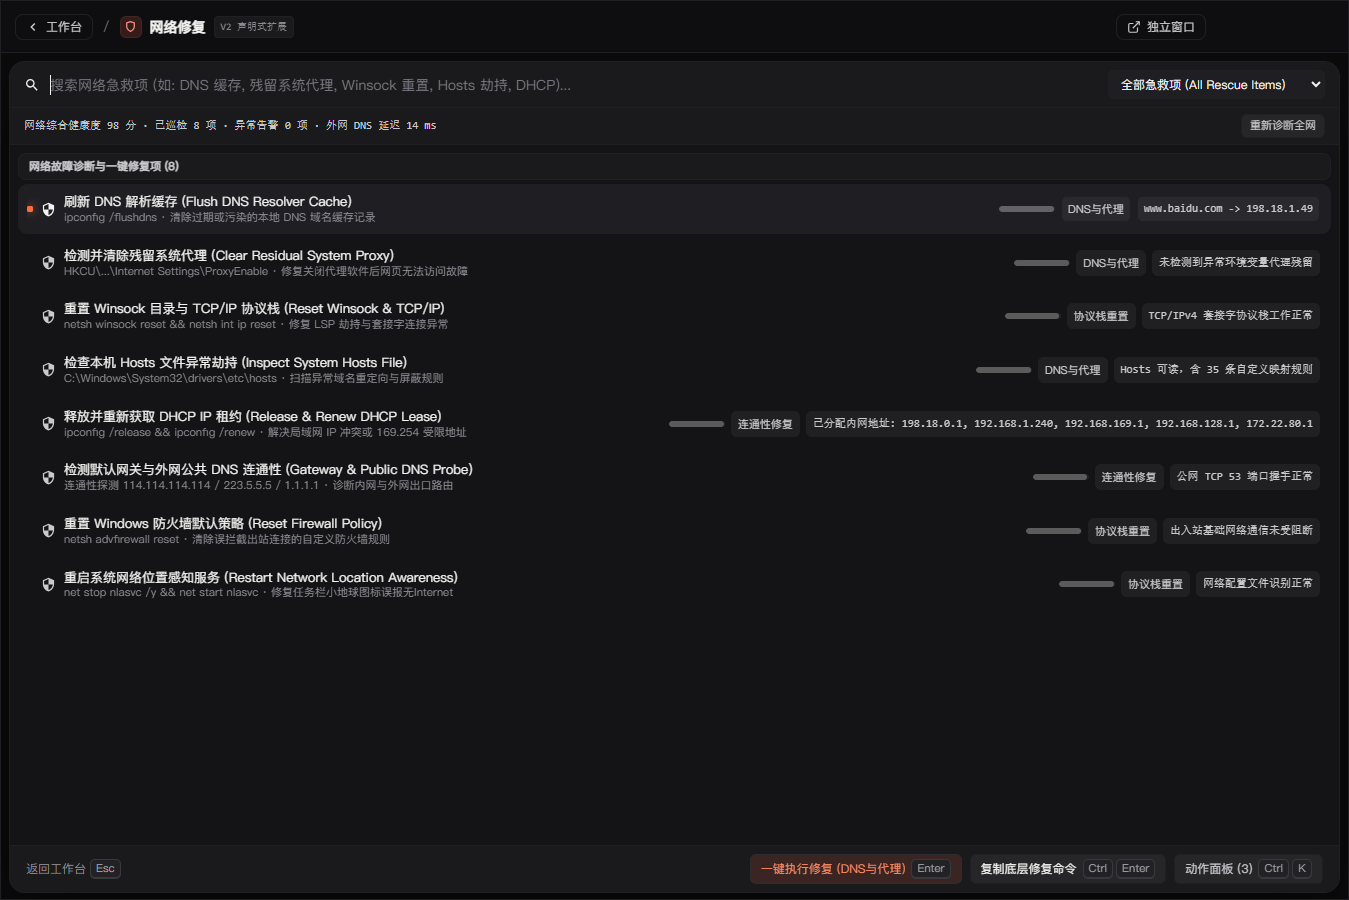 工作台 / 网络修复 V2 声明式扩展 独立窗口
搜索网络急救项 (如: DNS 缓存, 残留系统代理, Winsock 重置, Hosts 劫持, DHCP)... 全部急救项 (All Rescue Items)
网络综合健康度 98 分 · 已巡检 8 项 · 异常告警 0 项 · 外网 DNS 延迟 14 ms 重新诊断全网
网络故障诊断与一键修复项 (8)
刷新 DNS 解析缓存 (Flush DNS Resolver Cache)
ipconfig /flushdns · 清除过期或污染的本地 DNS 域名缓存记录
DNS与代理 www.baidu.com -> 198.18.1.49
检测并清除残留系统代理 (Clear Residual System Proxy)
HKCU\...\Internet Settings\ProxyEnable · 修复关闭代理软件后网页无法访问故障
DNS与代理 未检测到异常环境变量代理残留
重置 Winsock 目录与 TCP/IP 协议栈 (Reset Winsock & TCP/IP)
netsh winsock reset && netsh int ip reset · 修复 LSP 劫持与套接字连接异常
协议栈重置 TCP/IPv4 套接字协议栈工作正常
检查本机 Hosts 文件异常劫持 (Inspect System Hosts File)
C:\Windows\System32\drivers\etc\hosts · 扫描异常域名重定向与屏蔽规则
DNS与代理 Hosts 可读，含 35 条自定义映射规则
释放并重新获取 DHCP IP 租约 (Release & Renew DHCP Lease)
ipconfig /release && ipconfig /renew · 解决局域网 IP 冲突或 169.254 受限地址
连通性修复 已分配内网地址: 198.18.0.1, 192.168.1.240, 192.168.169.1, 192.168.128.1, 172.22.80.1
检测默认网关与外网公共 DNS 连通性 (Gateway & Public DNS Probe)
连通性探测 114.114.114.114 / 223.5.5.5 / 1.1.1.1 · 诊断内网与外网出口路由
连通性修复 公网 TCP 53 端口握手正常
重置 Windows 防火墙默认策略 (Reset Firewall Policy)
netsh advfirewall reset · 清除误拦截出站连接的自定义防火墙规则
协议栈重置 出入站基础网络通信未受阻断
重启系统网络位置感知服务 (Restart Network Location Awareness)
net stop nlasvc /y && net start nlasvc · 修复任务栏小地球图标误报无Internet
协议栈重置 网络配置文件识别正常
返回工作台 Esc 一键执行修复 (DNS与代理) Enter 复制底层修复命令 Ctrl Enter 动作面板 (3) Ctrl K